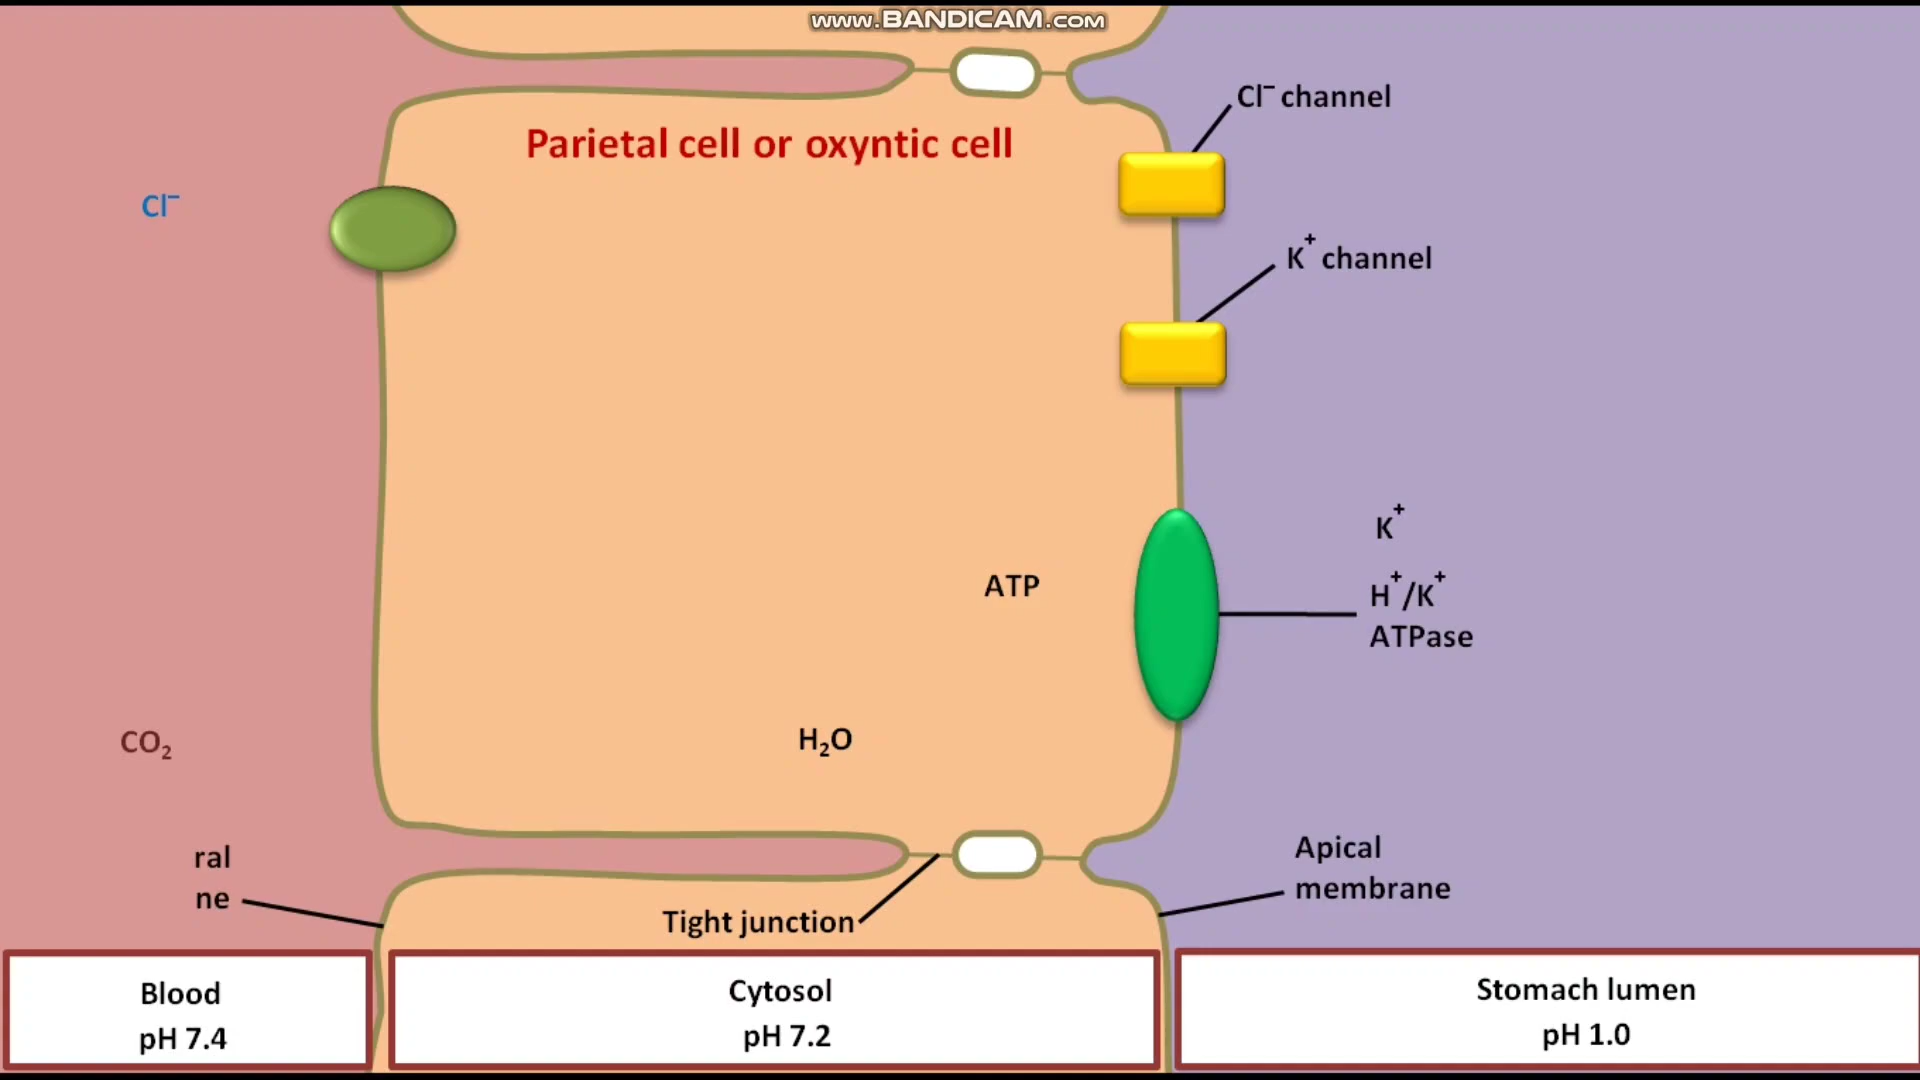 www.BANDICAM.com
Cl⁻ channel
Parietal cell or oxyntic cell
Cl⁻
K⁺ channel
K⁺
ATP
H⁺/K⁺
ATPase
CO₂
H₂O
ral
ne
Apical
membrane
Tight junction
Blood
pH 7.4
Cytosol
pH 7.2
Stomach lumen
pH 1.0